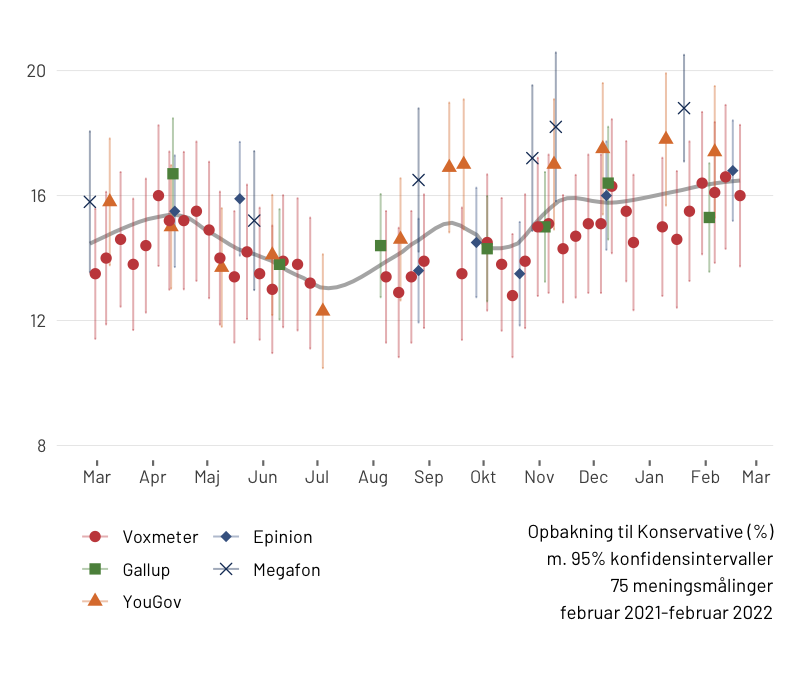 20
16
12
8
Mar Apr Maj Jun Jul Aug Sep Okt Nov Dec Jan Feb Mar
Voxmeter Epinion
Gallup Megafon
YouGov
Opbakning til Konservative (%)
m. 95% konfidensintervaller
75 meningsmålinger
februar 2021-februar 2022